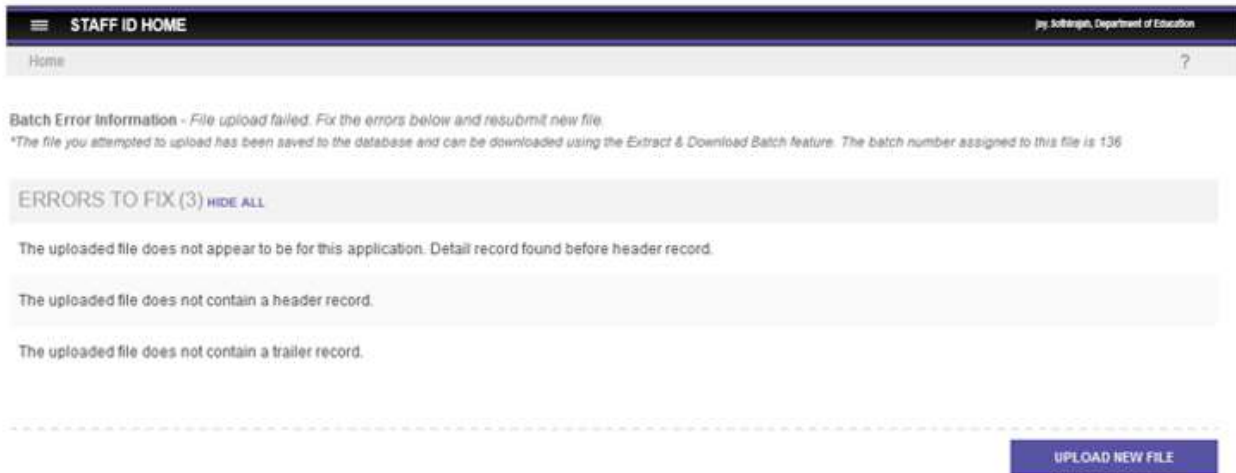 STAFF ID HOME
Joy, Sothirajah, Department of Education
Home
?
Batch Error Information - File upload failed. Fix the errors below and resubmit new file.
*The file you attempted to upload has been saved to the database and can be downloaded using the Extract & Download Batch feature. The batch number assigned to this file is 136
ERRORS TO FIX (3) HIDE ALL
The uploaded file does not appear to be for this application. Detail record found before header record.
The uploaded file does not contain a header record.
The uploaded file does not contain a trailer record.
UPLOAD NEW FILE